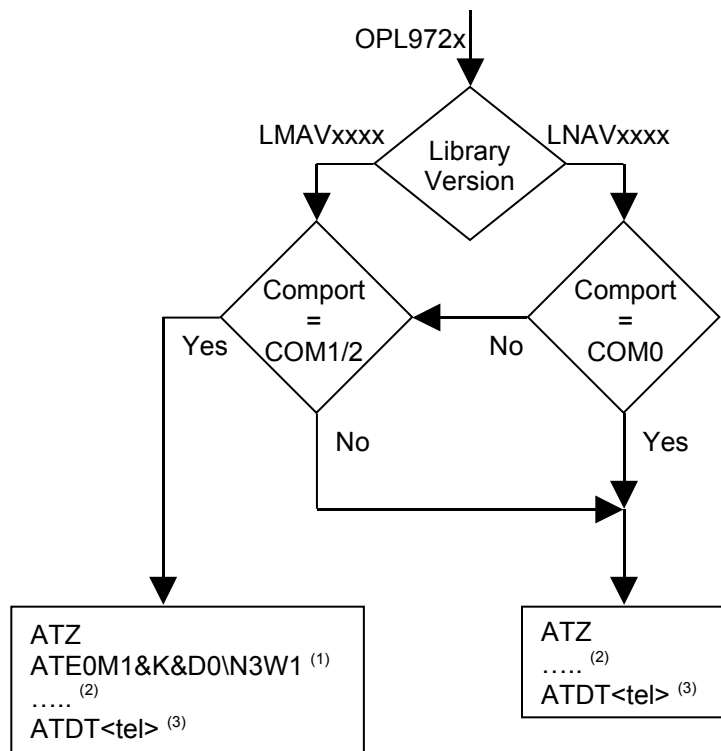 OPL972x
LMAVxxxx
LNAVxxxx
Library
Version
Comport
=
COM1/2
Comport
=
COM0
Yes
No
No
Yes
ATZ
ATE0M1&K&D0\N3W1 (1)
..... (2)
ATDT<tel> (3)
ATZ
..... (2)
ATDT<tel> (3)